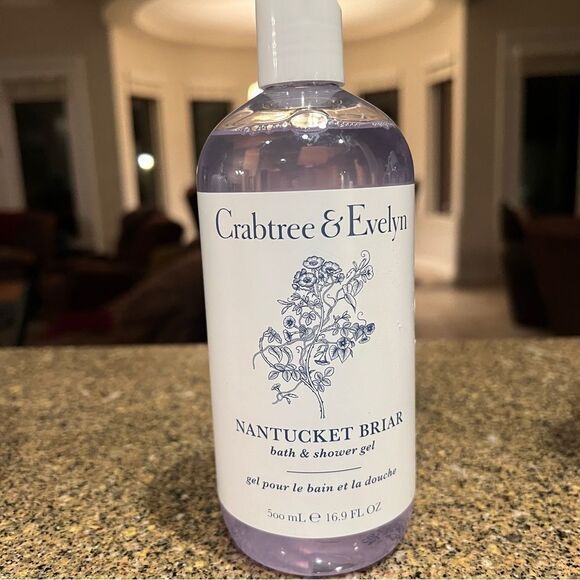 Crabtree & Evelyn
NANTUCKET BRIAR
bath & shower gel
gel pour le bain et la douche
500 mL ℮ 16.9 FL OZ